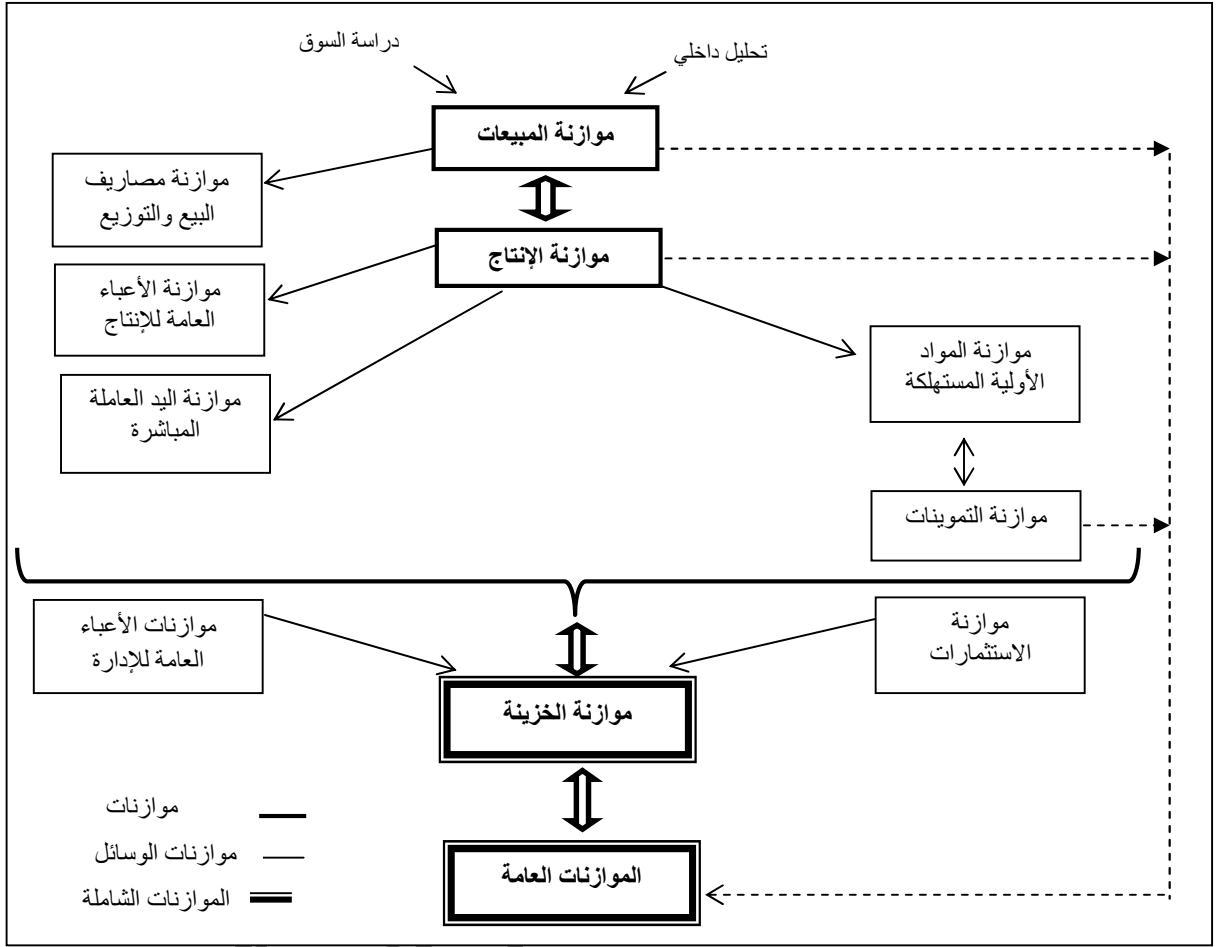 دراسة السوق
تحليل داخلي
موازنة المبيعات
موازنة مصاريف
البيع والتوزيع
موازنة الإنتاج
موازنة الأعباء
العامة للإنتاج
موازنة المواد
الأولية المستهلكة
موازنة اليد العاملة
المباشرة
موازنة التموينات
موازنات الأعباء
العامة للإدارة
موازنة
الاستثمارات
موازنة الخزينة
الموازنات العامة
موازنات
موازنات الوسائل
الموازنات الشاملة